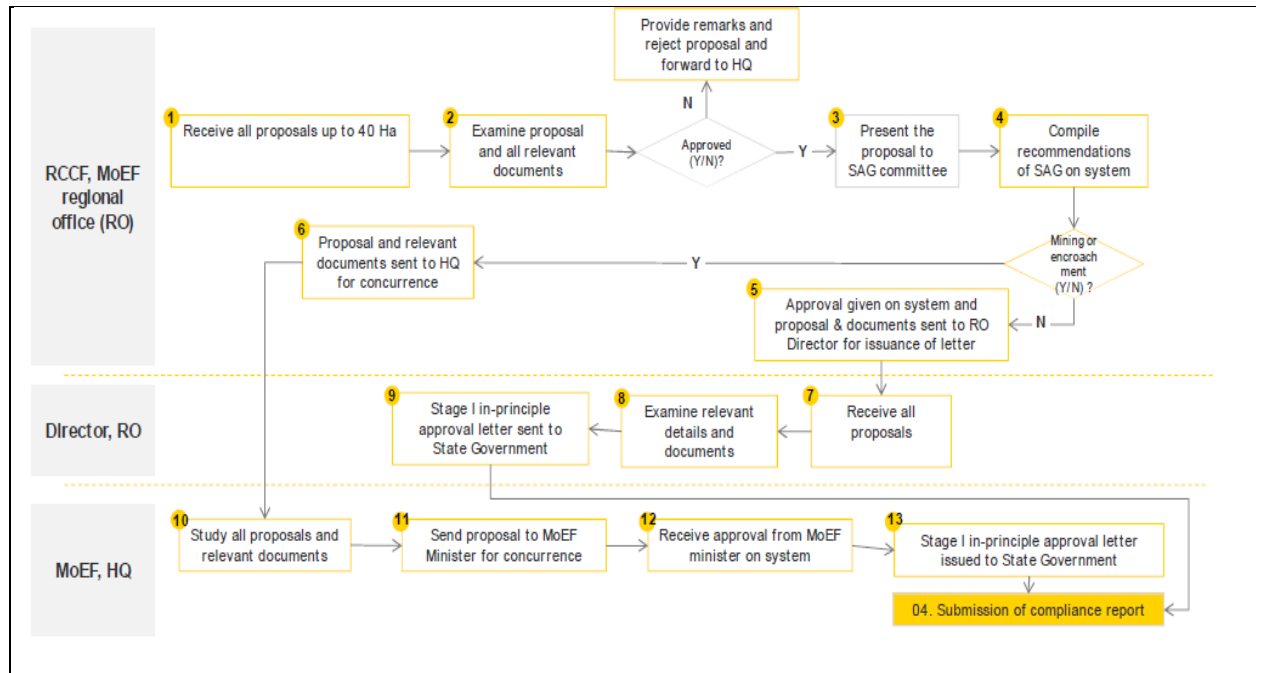 RCCF, MoEF
regional
office (RO)
1
Receive all proposals up to 40 Ha
2
Examine proposal
and all relevant
documents
Approved
(Y/N)?
N
Provide remarks and
reject proposal and
forward to HQ
Y
3
Present the
proposal to
SAG committee
4
Compile
recommendations
of SAG on system
Mining or
encroach
ment
(Y/N) ?
Y
6
Proposal and relevant
documents sent to HQ
for concurrence
N
5
Approval given on system and
proposal & documents sent to RO
Director for issuance of letter
Director, RO
7
Receive all
proposals
8
Examine relevant
details and
documents
9
Stage I in-principle
approval letter sent to
State Government
MoEF, HQ
10
Study all proposals and
relevant documents
11
Send proposal to MoEF
Minister for concurrence
12
Receive approval from MoEF
minister on system
13
Stage I in-principle approval letter
issued to State Government
04. Submission of compliance report